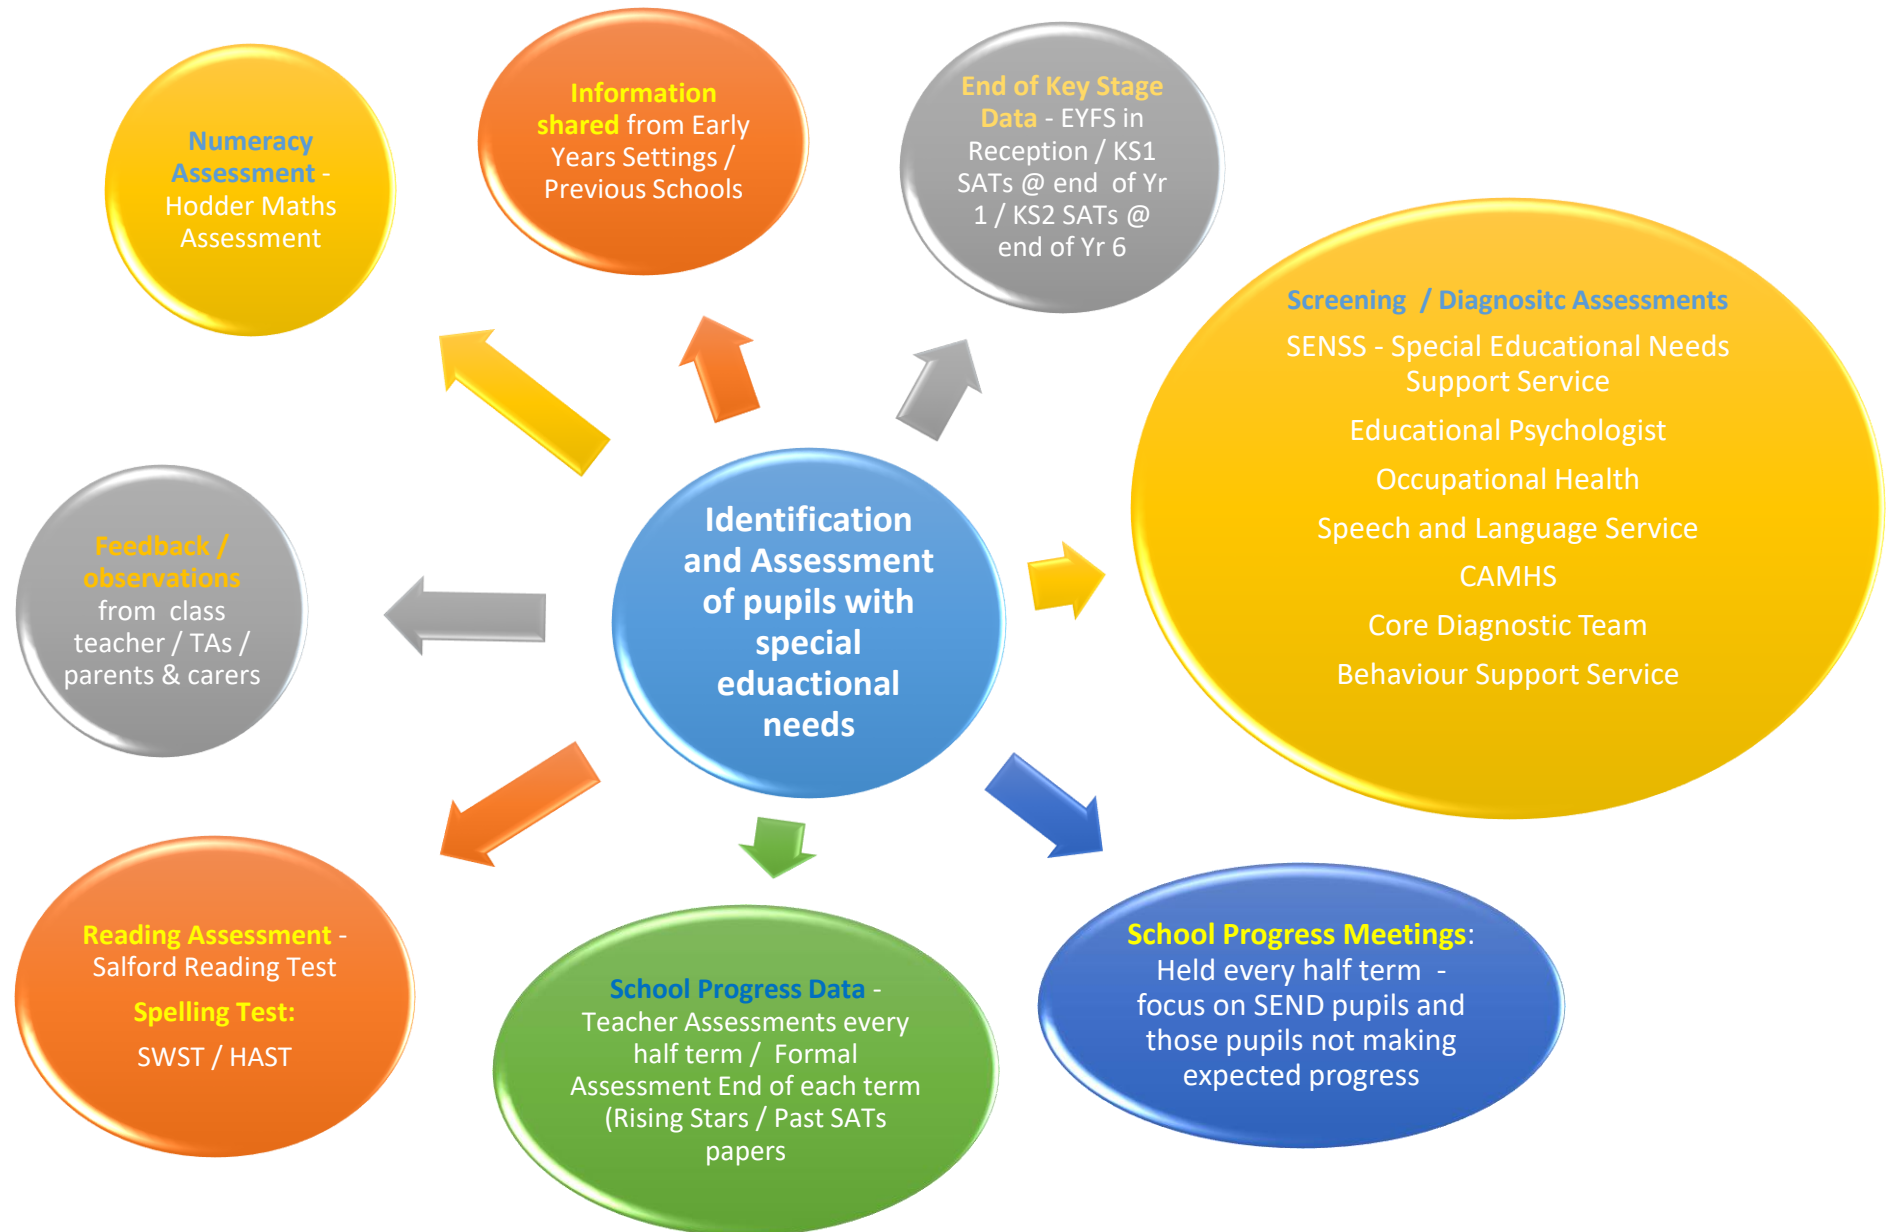 Numeracy
Assessment -
Hodder Maths
Assessment
Information
shared from Early
Years Settings /
Previous Schools
End of Key Stage
Data - EYFS in
Reception / KS1
SATs @ end of Yr
1 / KS2 SATs @
end of Yr 6
Screening / Diagnositc Assessments
SENSS - Special Educational Needs
Support Service
Educational Psychologist
Occupational Health
Speech and Language Service
CAMHS
Core Diagnostic Team
Behaviour Support Service
Identification
and Assessment
of pupils with
special
eduactional
needs
Feedback /
observations
from class
teacher / TAs /
parents & carers
Reading Assessment -
Salford Reading Test
Spelling Test:
SWST / HAST
School Progress Data -
Teacher Assessments every
half term / Formal
Assessment End of each term
(Rising Stars / Past SATs
papers
School Progress Meetings:
Held every half term -
focus on SEND pupils and
those pupils not making
expected progress